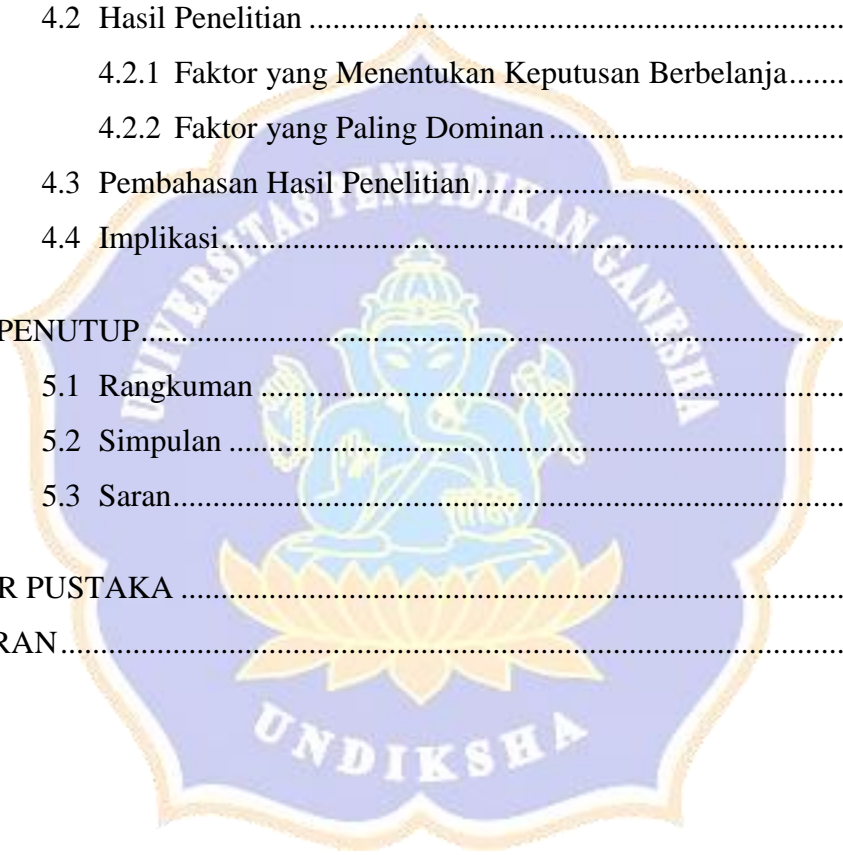 4.2 Hasil Penelitian ..........................................................
4.2.1 Faktor yang Menentukan Keputusan Berbelanja.......
4.2.2 Faktor yang Paling Dominan ................................
4.3 Pembahasan Hasil Penelitian ........................................
4.4 Implikasi.....................................................................
PENUTUP.............................................................................
5.1 Rangkuman ................................................................
5.2 Simpulan ....................................................................
5.3 Saran..........................................................................
R PUSTAKA ........................................................................
RAN.....................................................................................
UNIVERSITAS PENDIDIKAN GANESHA
UNDIKSHA